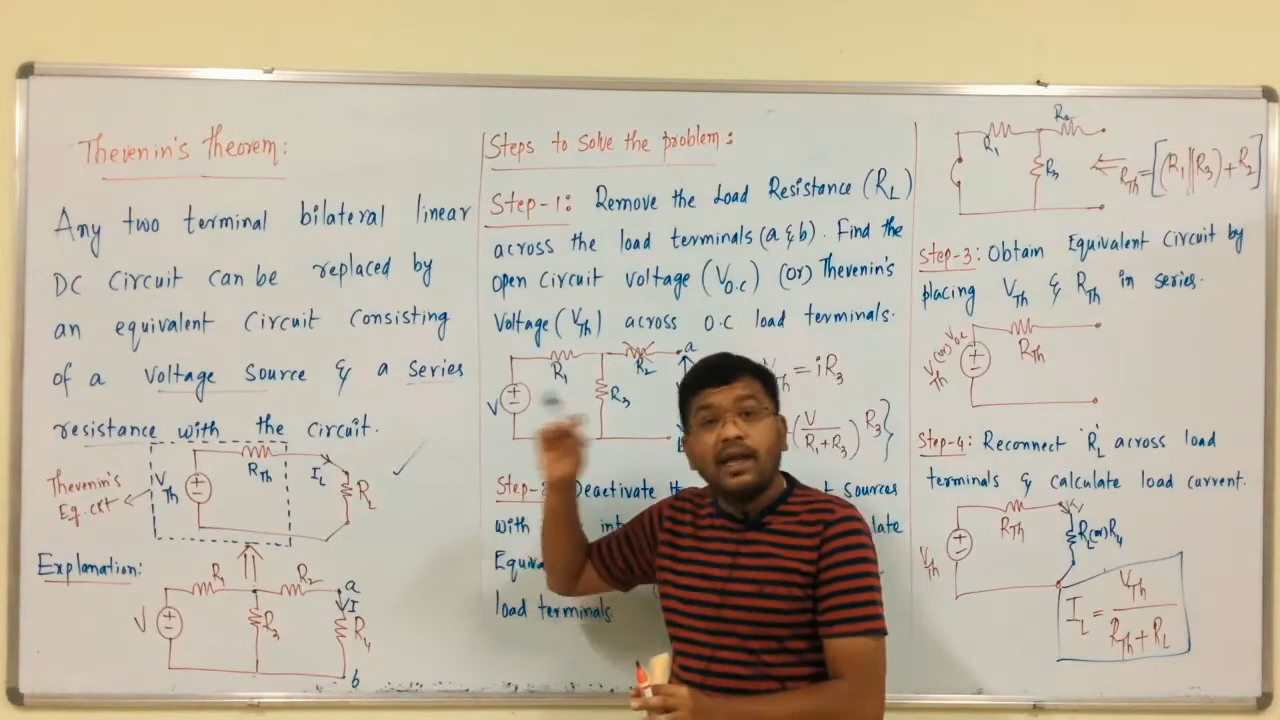 Thevenin's Theorem:
Any two terminal bilateral linear
DC Circuit can be replaced by
an equivalent circuit consisting
of a Voltage Source & a series
resistance with the circuit.
Thevenin's
Eq.ckt
V Th
R Th
I L
R L
Explanation:
V
R1
R2
R3
a
I
R4
b
Steps to solve the problem:
Step-1: Remove the Load Resistance (RL)
across the load terminals (a & b). Find the
open circuit voltage (Vo.c) (or) Thevenin's
Voltage (VTh) across o.c load terminals.
V
R1
R2
R3
a
Th = iR3
(V/(R1+R3)) R3}
Step- Deactivate sources
with
Equiva
load terminals.
R1
R2
R3
RTh = [(R1||R3)+R2]
Step-3: Obtain Equivalent Circuit by
placing VTh & RTh in series.
VTh (or) Vo.c
RTh
Step-4: Reconnect 'RL' across load
terminals & calculate load current.
VTh
RTh
RL (or) R4
IL = VTh/(RTh+RL)